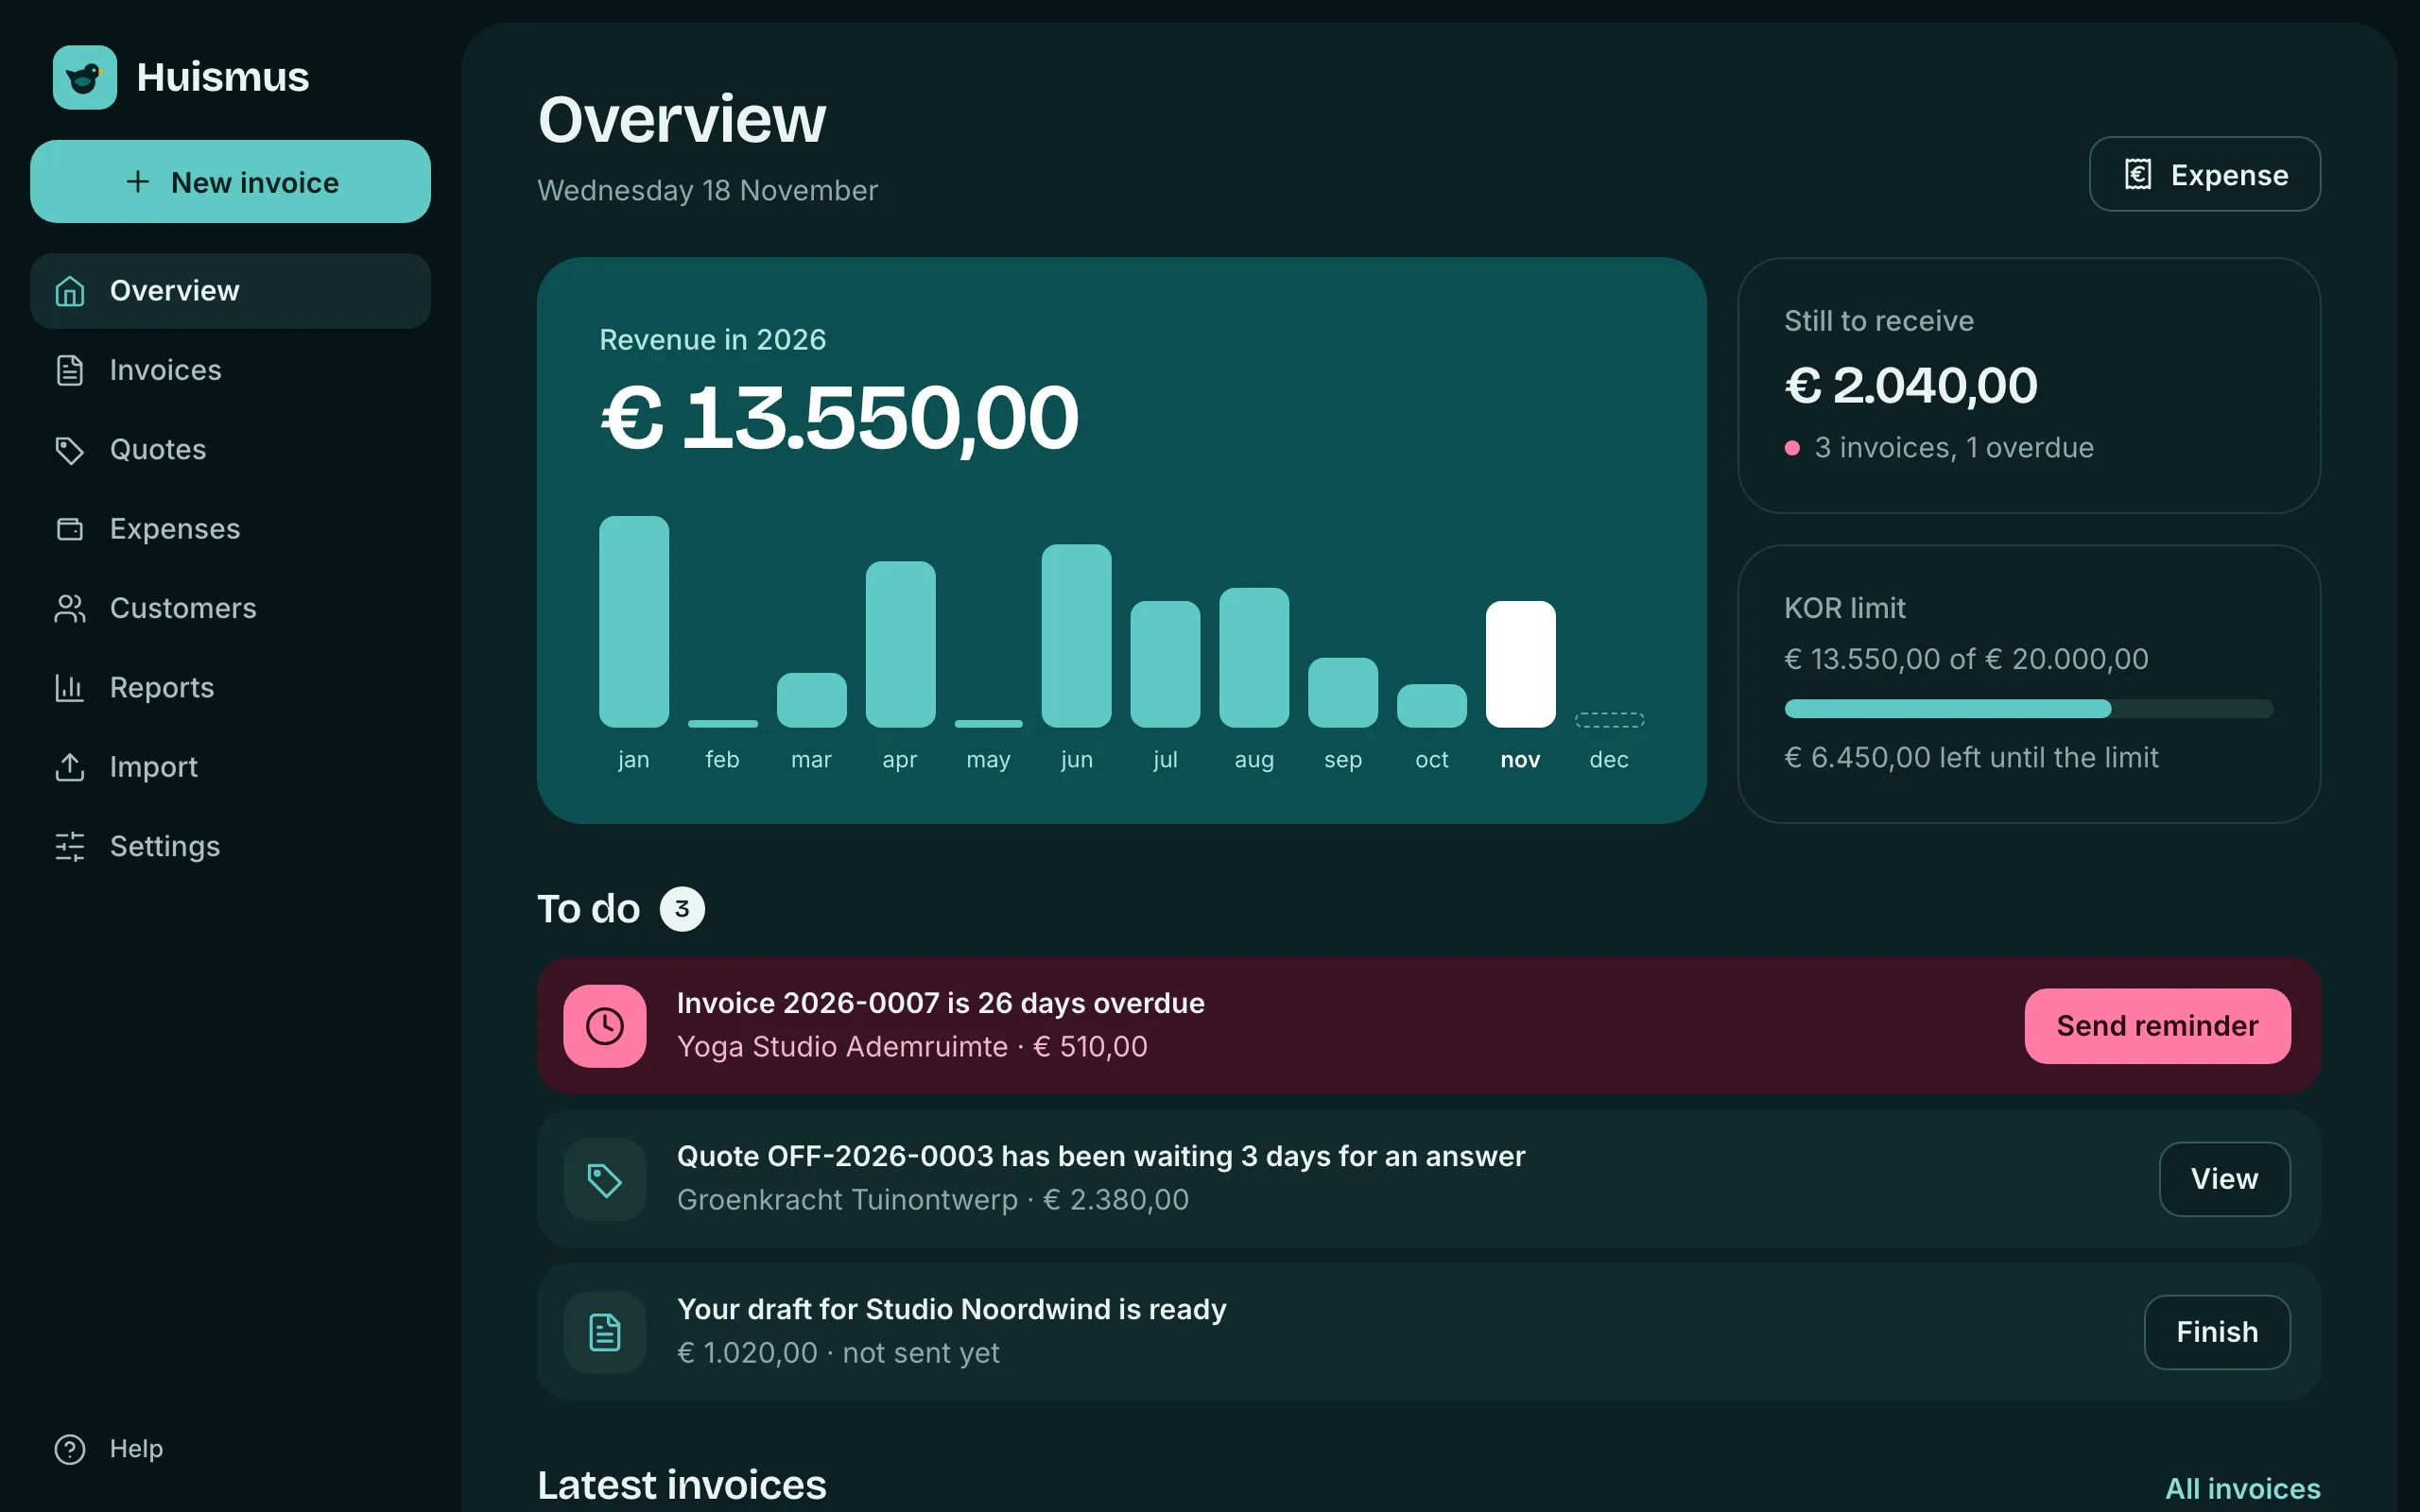 Huismus
New invoice
Overview
Invoices
Quotes
Expenses
Customers
Reports
Import
Settings
Help
Overview
Wednesday 18 November
Expense
Revenue in 2026
€ 13.550,00
jan feb mar apr may jun jul aug sep oct nov dec
Still to receive
€ 2.040,00
3 invoices, 1 overdue
KOR limit
€ 13.550,00 of € 20.000,00
€ 6.450,00 left until the limit
To do 3
Invoice 2026-0007 is 26 days overdue
Yoga Studio Ademruimte · € 510,00
Send reminder
Quote OFF-2026-0003 has been waiting 3 days for an answer
Groenkracht Tuinontwerp · € 2.380,00
View
Your draft for Studio Noordwind is ready
€ 1.020,00 · not sent yet
Finish
Latest invoices
All invoices